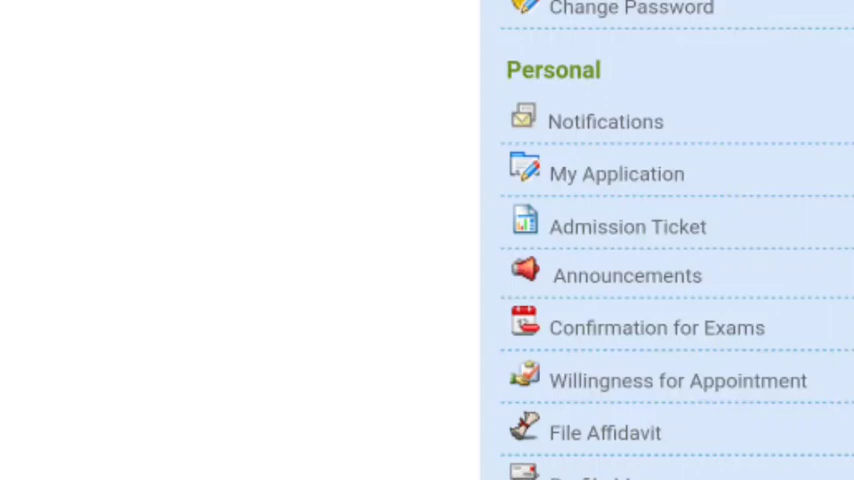 Change Password
Personal
Notifications
My Application
Admission Ticket
Announcements
Confirmation for Exams
Willingness for Appointment
File Affidavit